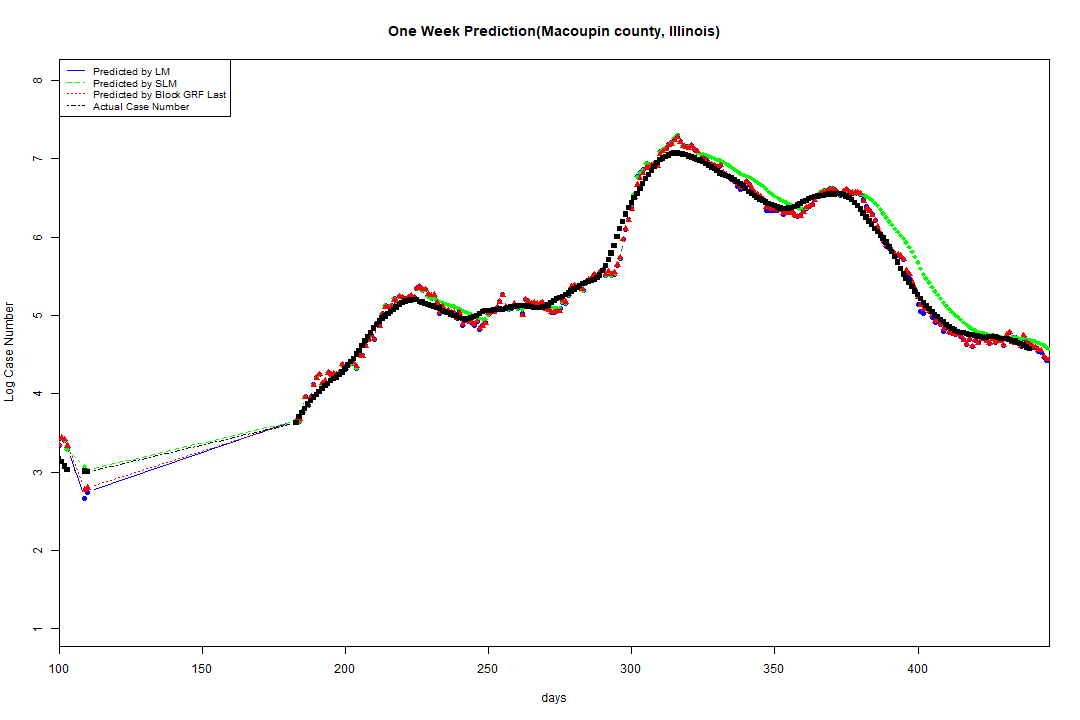 One Week Prediction(Macoupin county, Illinois)
Predicted by LM
Predicted by SLM
Predicted by Block GRF Last
Actual Case Number
8
7
6
5
4
3
2
1
Log Case Number
100 150 200 250 300 350 400
days